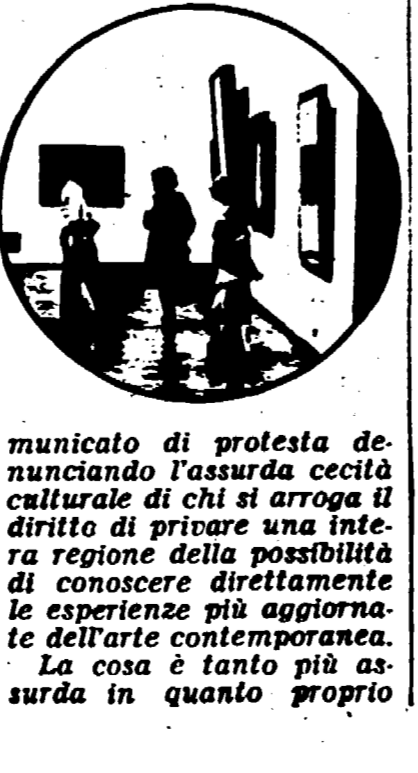 municato di protesta de-
nunciando l'assurda cecità
culturale di chi si arroga il
diritto di privare una inte-
ra regione della possibilità
di conoscere direttamente
le esperienze più aggiorna-
te dell'arte contemporanea.
La cosa è tanto più as-
surda in quanto proprio